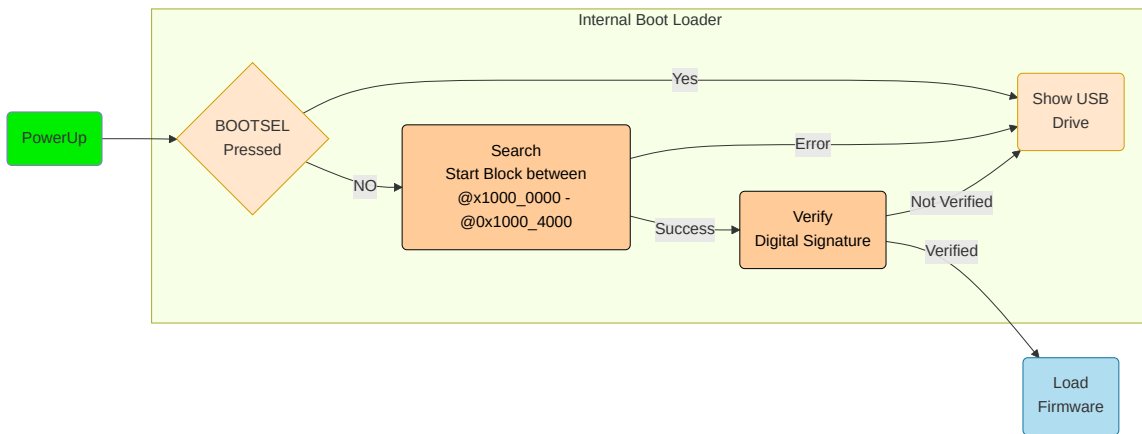 Internal Boot Loader
PowerUp
BOOTSEL
Pressed
Yes
NO
Search
Start Block between
@x1000_0000 -
@0x1000_4000
Error
Success
Verify
Digital Signature
Not Verified
Verified
Show USB
Drive
Load
Firmware